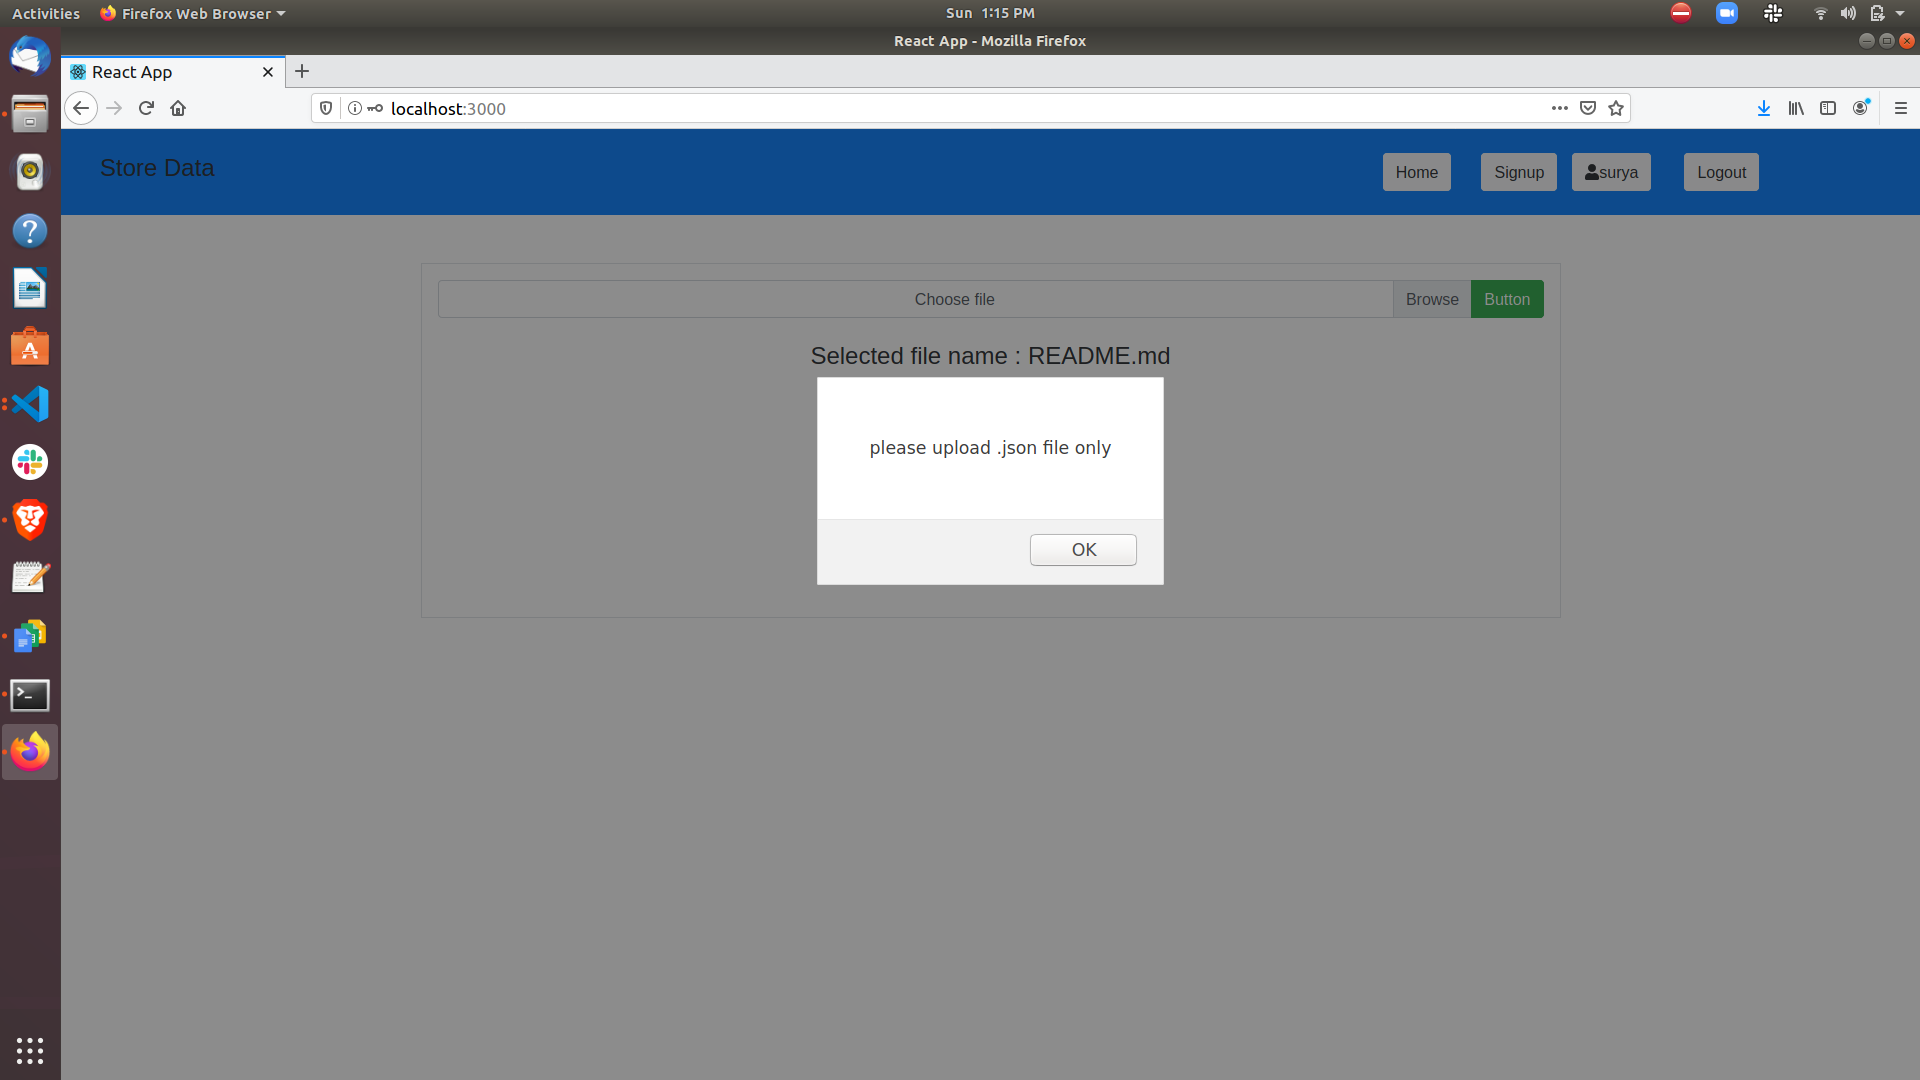 Activities Firefox Web Browser Sun 1:15 PM
React App - Mozilla Firefox
React App
localhost:3000
Store Data Home Signup surya Logout
Choose file Browse Button
Selected file name : README.md
please upload .json file only
OK